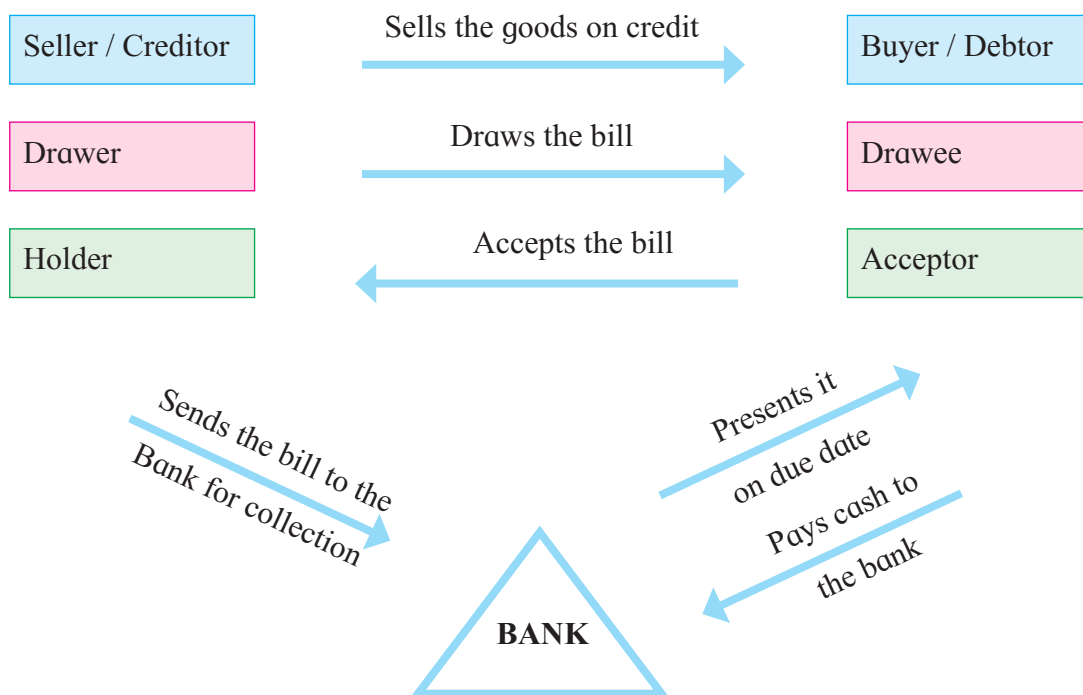 Seller / Creditor
Sells the goods on credit
Buyer / Debtor
Drawer
Draws the bill
Drawee
Holder
Accepts the bill
Acceptor
Sends the bill to the
Bank for collection
Presents it
on due date
Pays cash to
the bank
BANK